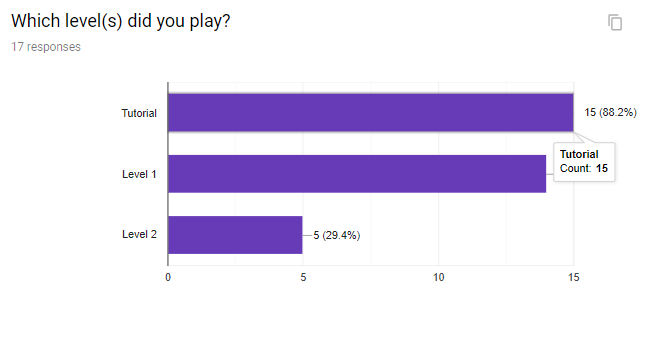 Which level(s) did you play?
17 responses
Tutorial
15 (88.2%)
Tutorial
Count: 15
Level 1
Level 2
5 (29.4%)
0
5
10
15